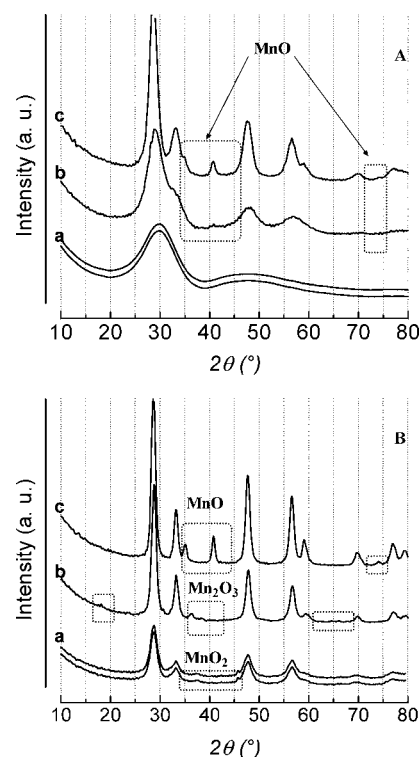 MnO
A
c
b
a
Intensity (a. u.)
10 20 30 40 50 60 70 80
2θ (°)
B
c
MnO
b
Mn2O3
a
MnO2
Intensity (a. u.)
10 20 30 40 50 60 70 80
2θ (°)